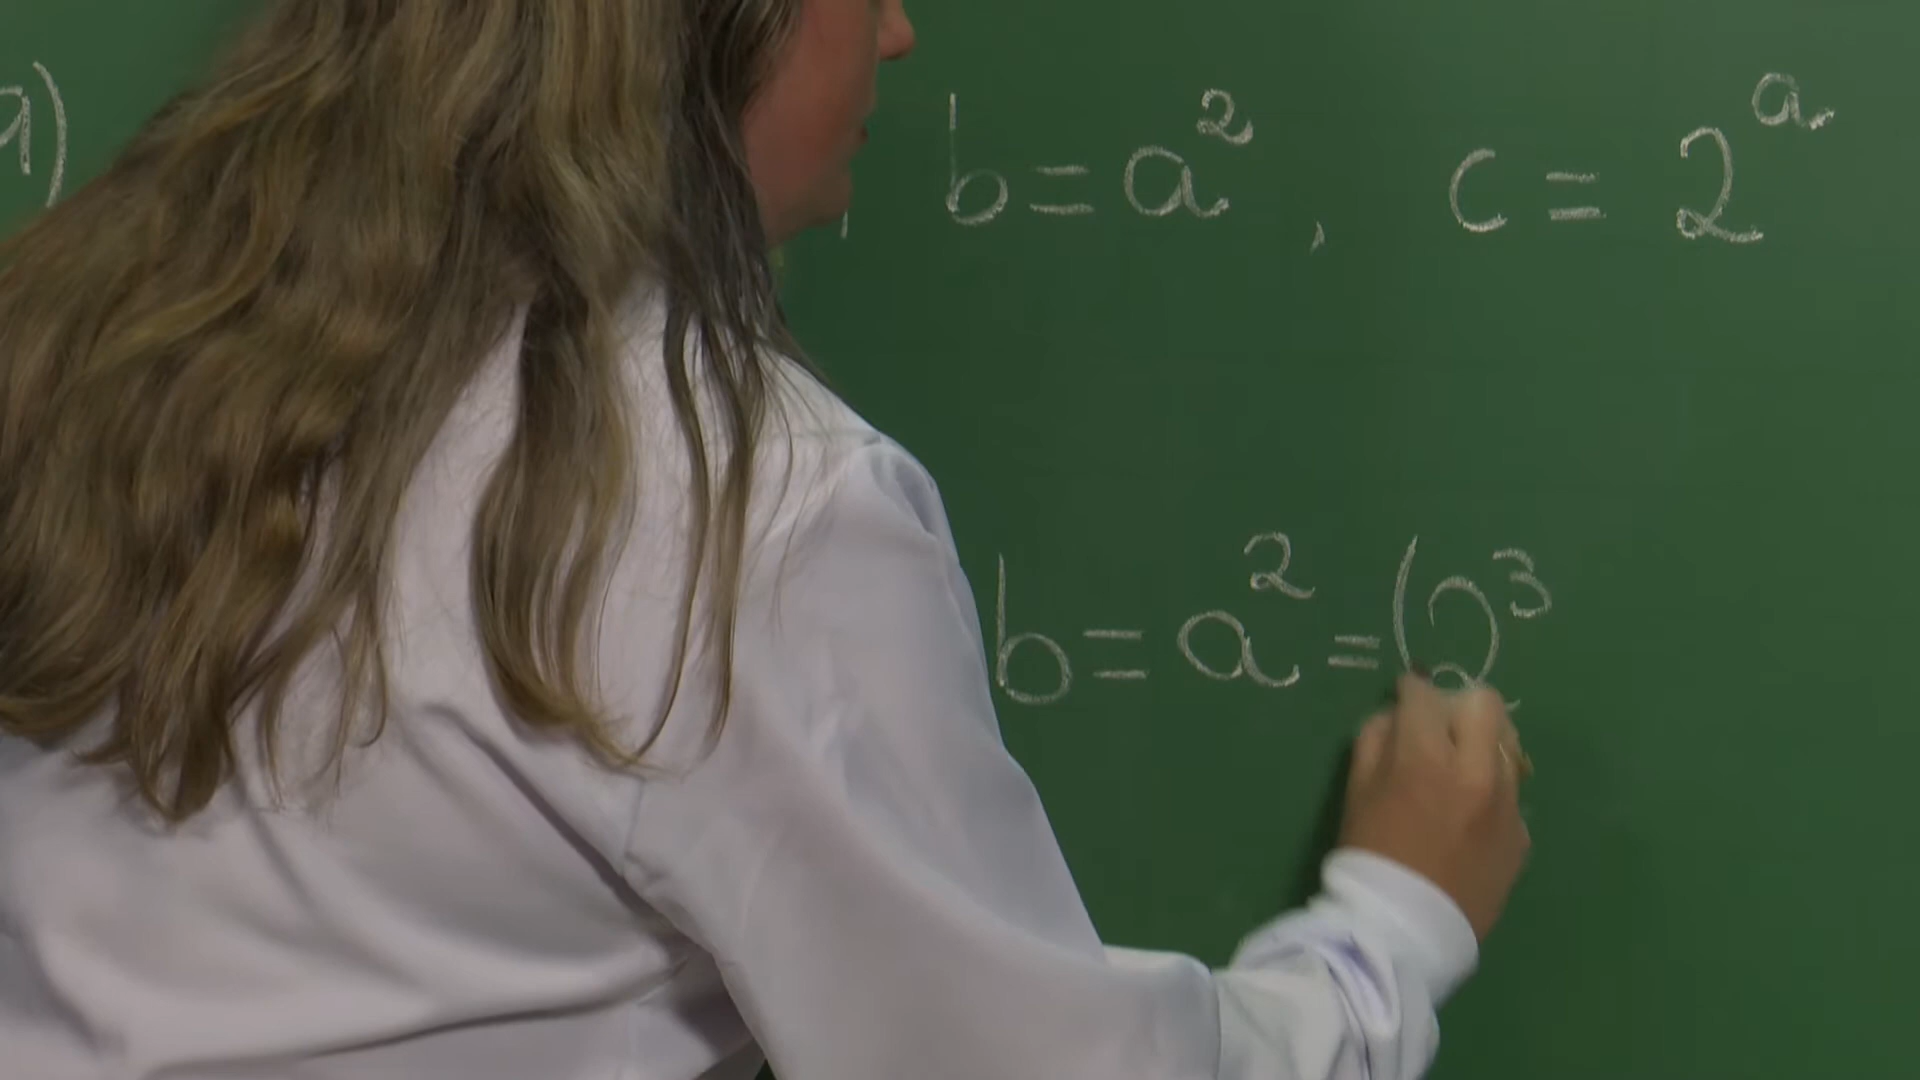 a) b = a², c = 2ᵃ
b = a² = (2³